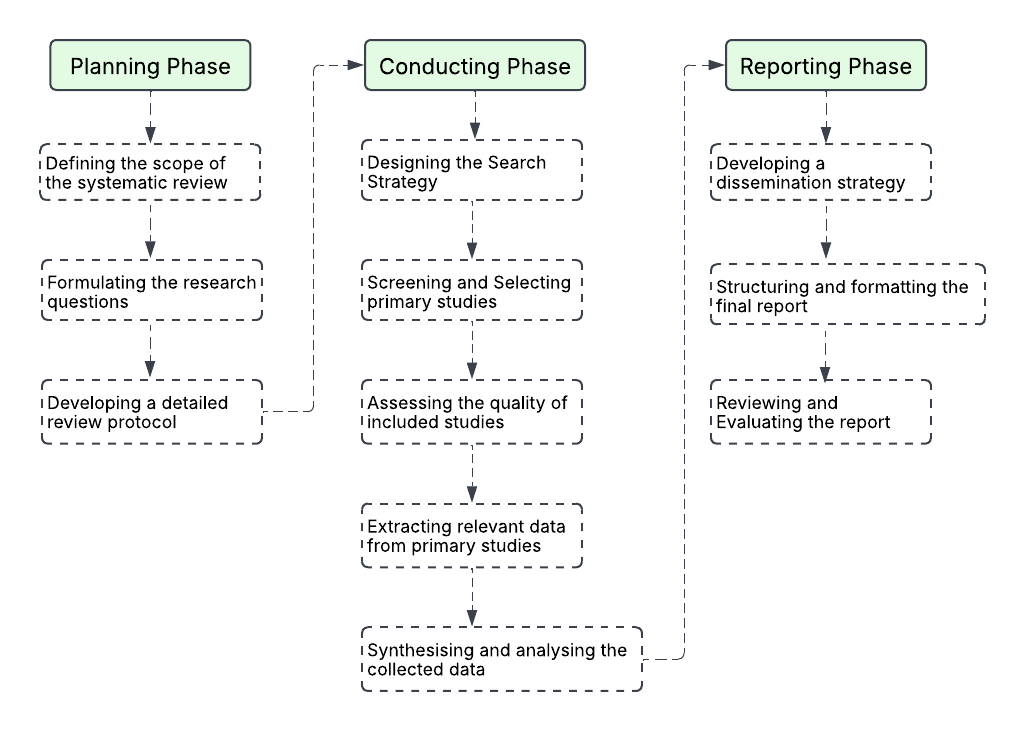 Planning Phase
Defining the scope of
the systematic review
Formulating the research
questions
Developing a detailed
review protocol
Conducting Phase
Designing the Search
Strategy
Screening and Selecting
primary studies
Assessing the quality of
included studies
Extracting relevant data
from primary studies
Synthesising and analysing the
collected data
Reporting Phase
Developing a
dissemination strategy
Structuring and formatting the
final report
Reviewing and
Evaluating the report